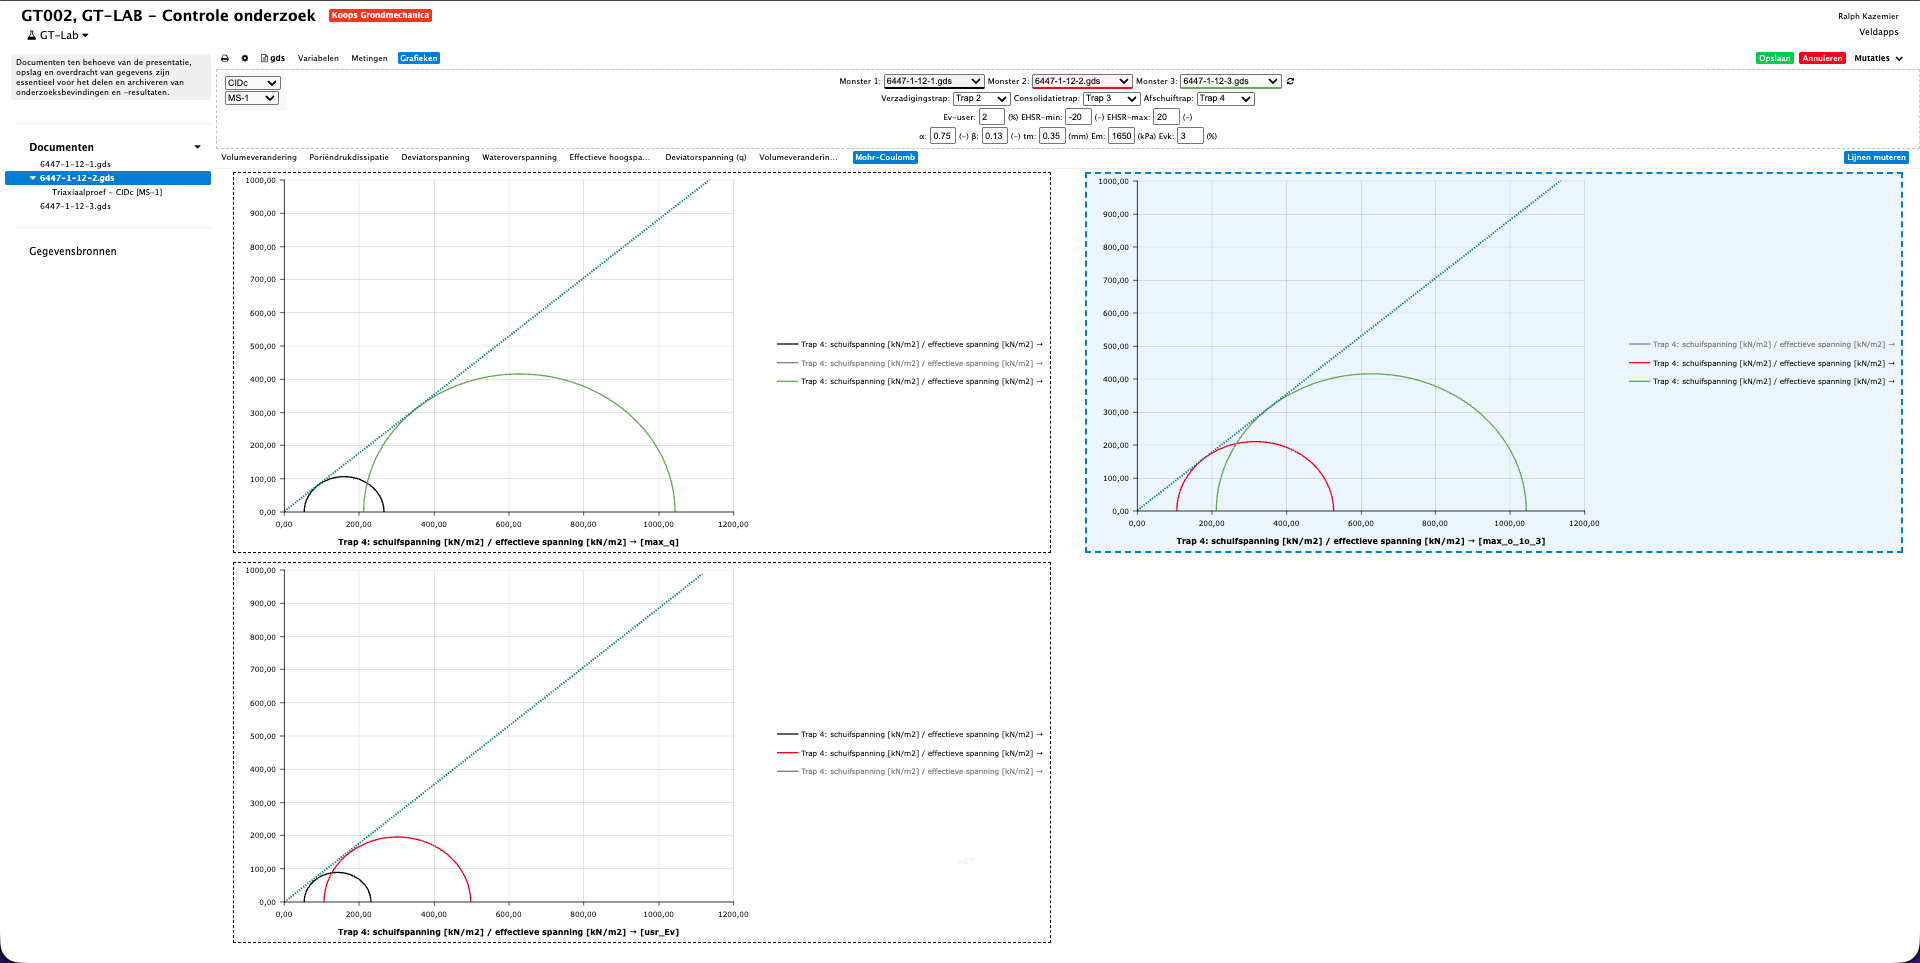 GT002, GT-LAB - Controle onderzoek Koops Grondmechanica
Ralph Kazemier
GT-Lab
Veldapps
Documenten ten behoeve van de presentatie,
opslag en overdracht van gegevens zijn
essentieel voor het delen en archiveren van
onderzoeksbevindingen en -resultaten.
gds Variabelen Metingen Grafieken
Opslaan Annuleren Mutaties
CIDc
MS-1
Monster 1: 6447-1-12-1.gds Monster 2: 6447-1-12-2.gds Monster 3: 6447-1-12-3.gds
Verzadigingstrap: Trap 2 Consolidatietrap: Trap 3 Afschuiftrap: Trap 4
Ev-user: 2 (%) EHSR-min: -20 (-) EHSR-max: 20 (-)
α: 0.75 (-) β: 0.13 (-) tm: 0.35 (mm) Em: 1650 (kPa) Evk: 3 (%)
Documenten
6447-1-12-1.gds
6447-1-12-2.gds
Triaxiaalproef - CIDc [MS-1]
6447-1-12-3.gds
Gegevensbronnen
Volumeverandering Poriëndrukdissipatie Deviatorspanning Wateroverspanning Effectieve hoogspa... Deviatorspanning (q) Volumeveranderin... Mohr-Coulomb
Lijnen muteren
1000,00
900,00
800,00
700,00
600,00
500,00
400,00
300,00
200,00
100,00
0,00
0,00 200,00 400,00 600,00 800,00 1000,00 1200,00
Trap 4: schuifspanning [kN/m2] / effectieve spanning [kN/m2] →
Trap 4: schuifspanning [kN/m2] / effectieve spanning [kN/m2] →
Trap 4: schuifspanning [kN/m2] / effectieve spanning [kN/m2] →
Trap 4: schuifspanning [kN/m2] / effectieve spanning [kN/m2] → [max_q]
1000,00
900,00
800,00
700,00
600,00
500,00
400,00
300,00
200,00
100,00
0,00
0,00 200,00 400,00 600,00 800,00 1000,00 1200,00
Trap 4: schuifspanning [kN/m2] / effectieve spanning [kN/m2] →
Trap 4: schuifspanning [kN/m2] / effectieve spanning [kN/m2] →
Trap 4: schuifspanning [kN/m2] / effectieve spanning [kN/m2] →
Trap 4: schuifspanning [kN/m2] / effectieve spanning [kN/m2] → [max_o_1o_3]
1000,00
900,00
800,00
700,00
600,00
500,00
400,00
300,00
200,00
100,00
0,00
0,00 200,00 400,00 600,00 800,00 1000,00 1200,00
Trap 4: schuifspanning [kN/m2] / effectieve spanning [kN/m2] →
Trap 4: schuifspanning [kN/m2] / effectieve spanning [kN/m2] →
Trap 4: schuifspanning [kN/m2] / effectieve spanning [kN/m2] →
Trap 4: schuifspanning [kN/m2] / effectieve spanning [kN/m2] → [usr_Ev]